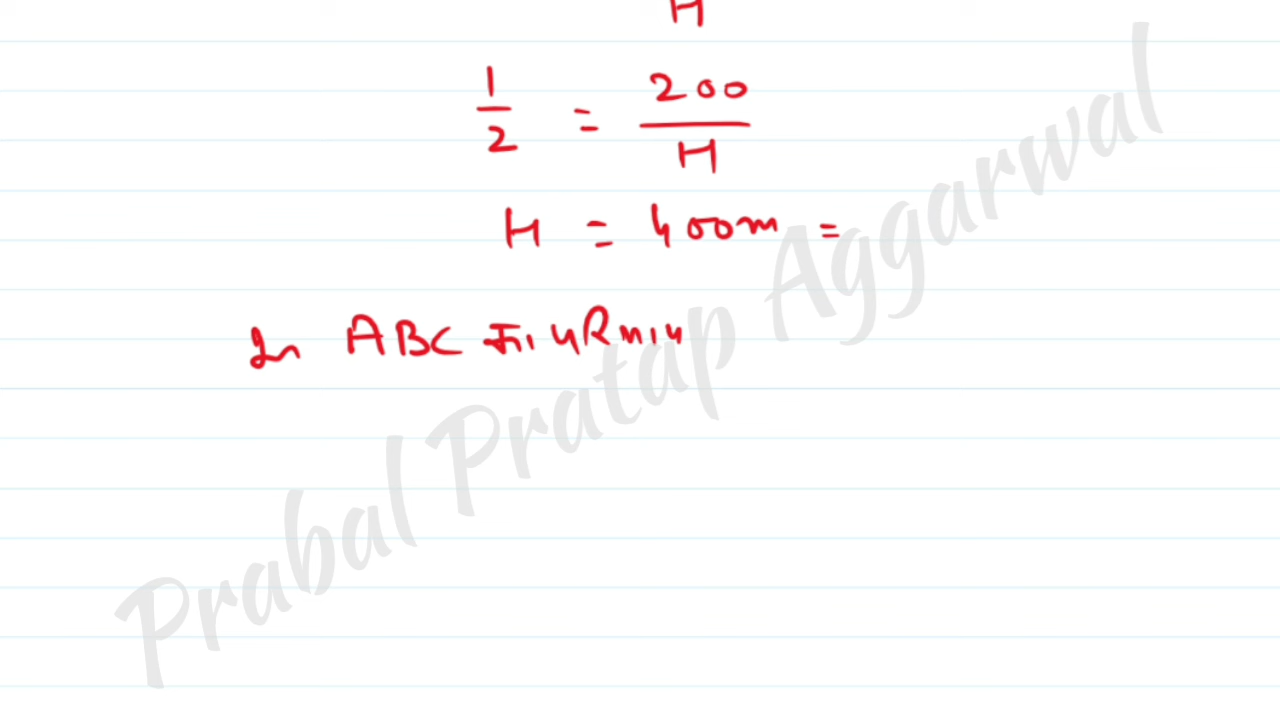 H
1/2 = 200/H
H = 400m =
In ABC
Prabal Pratap Aggarwal